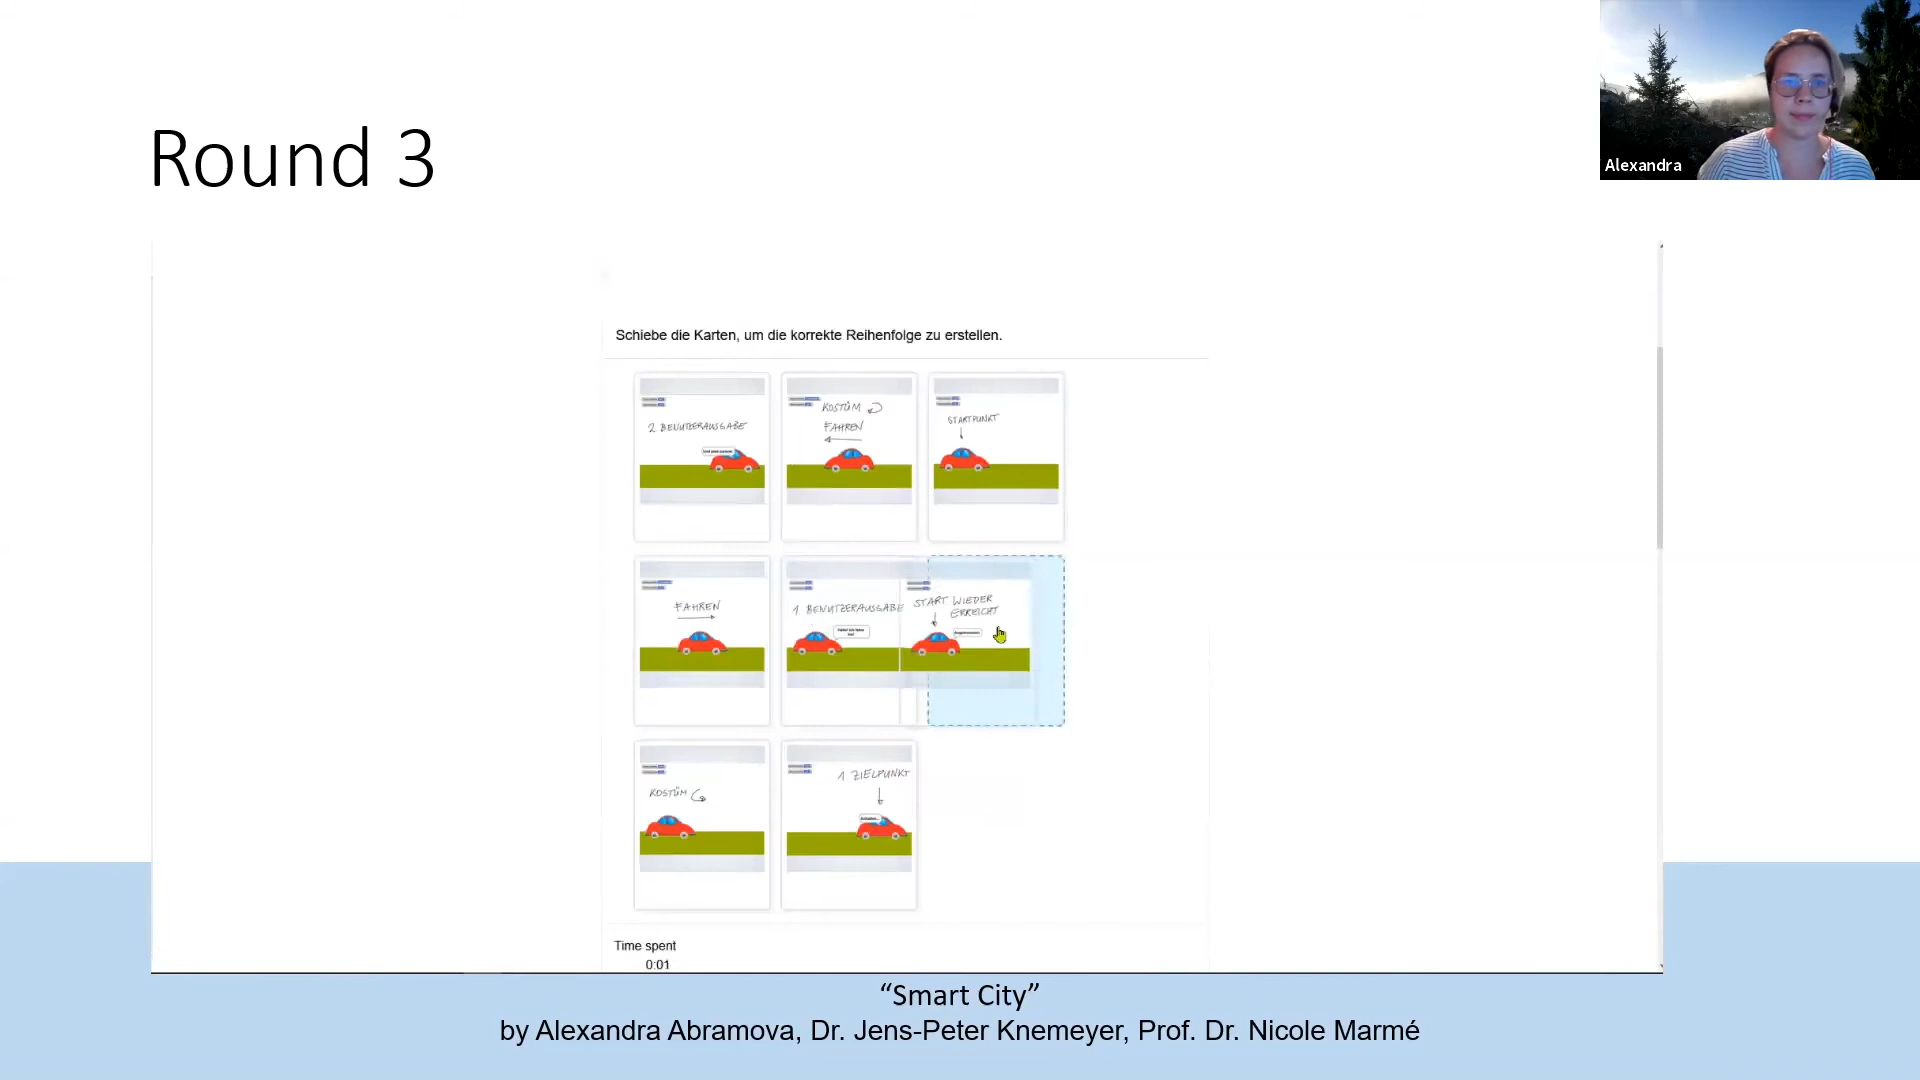 Alexandra
Round 3
Schiebe die Karten, um die korrekte Reihenfolge zu erstellen.
2 BENUTZERAUSGABE
KOSTÜM
FAHREN
STARTPUNKT
FAHREN
1 BENUTZERAUSGABE
START WIEDER
ERREICHT
KOSTÜM
1 ZIELPUNKT
Time spent
0:01
“Smart City”
by Alexandra Abramova, Dr. Jens-Peter Knemeyer, Prof. Dr. Nicole Marmé